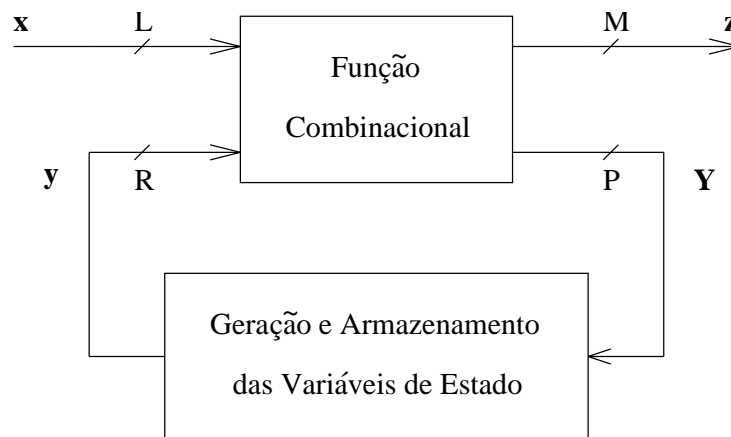 x L M z
Função
Combinacional
y R P Y
Geração e Armazenamento
das Variáveis de Estado